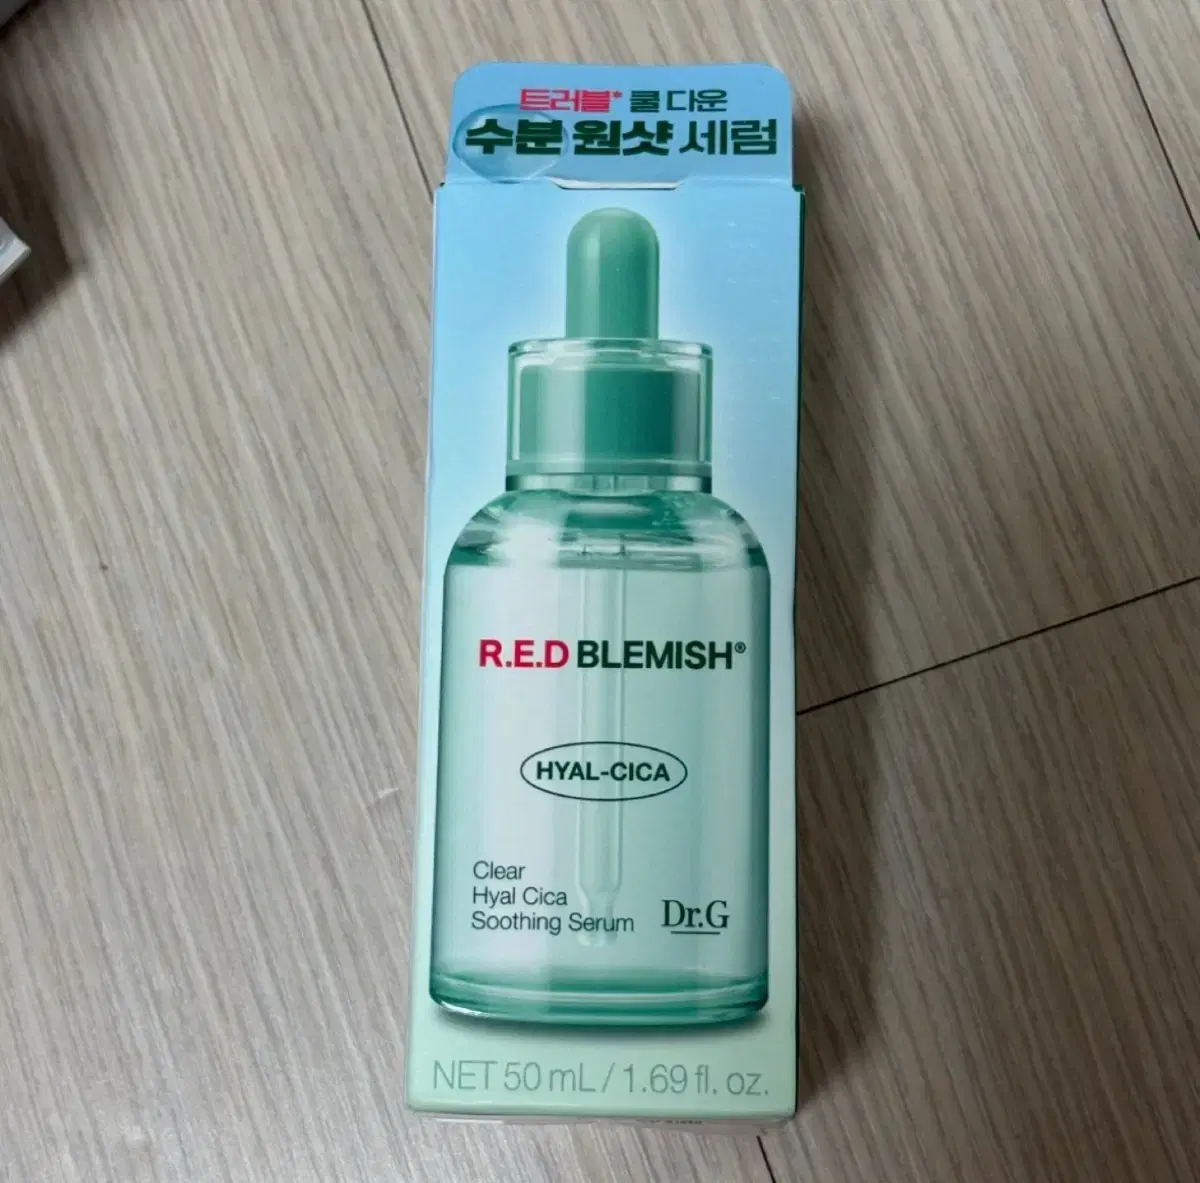 트러블* 쿨 다운
수분 원샷 세럼
R.E.D BLEMISH®
HYAL-CICA
Clear
Hyal Cica
Soothing Serum
Dr.G
NET 50 mL / 1.69 fl. oz.